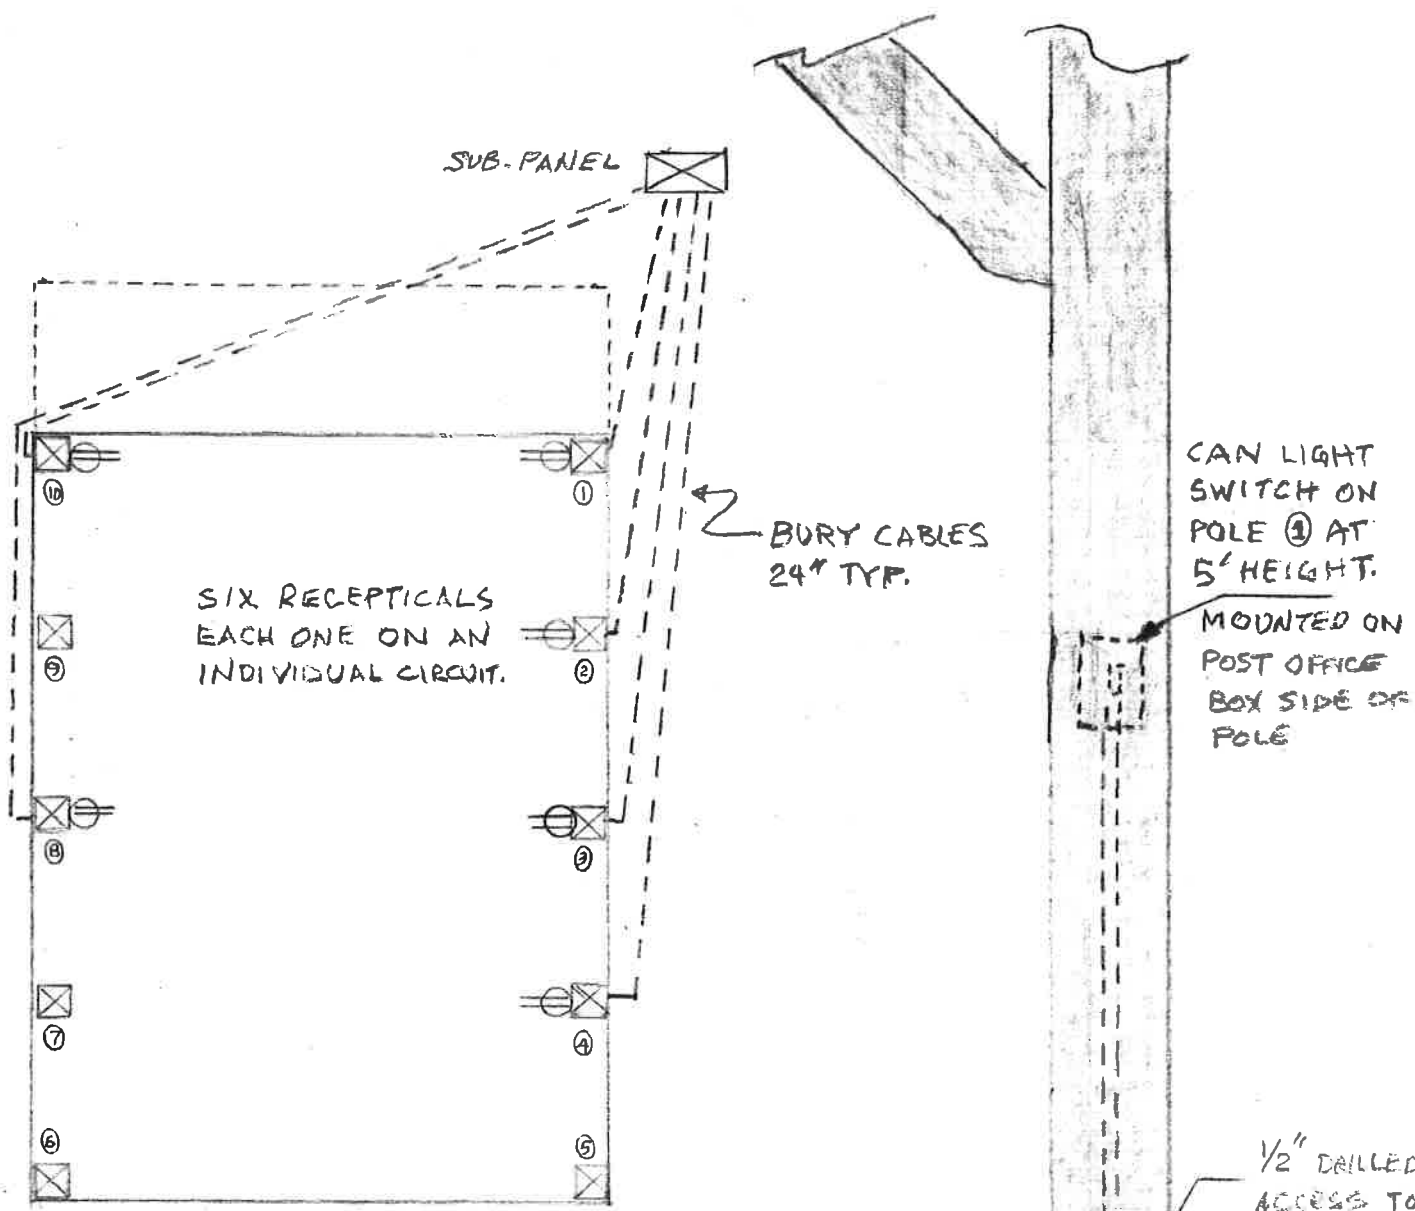 SUB-PANEL
⑩
①
SIX RECEPTICALS
EACH ONE ON AN
INDIVIDUAL CIRCUIT.
BURY CABLES
24" TYP.
⑨
②
⑧
③
⑦
④
⑥
⑤
CAN LIGHT
SWITCH ON
POLE ① AT
5' HEIGHT.
MOUNTED ON
POST OFFICE
BOX SIDE OF
POLE
1/2" DRILLED
ACCESS TO